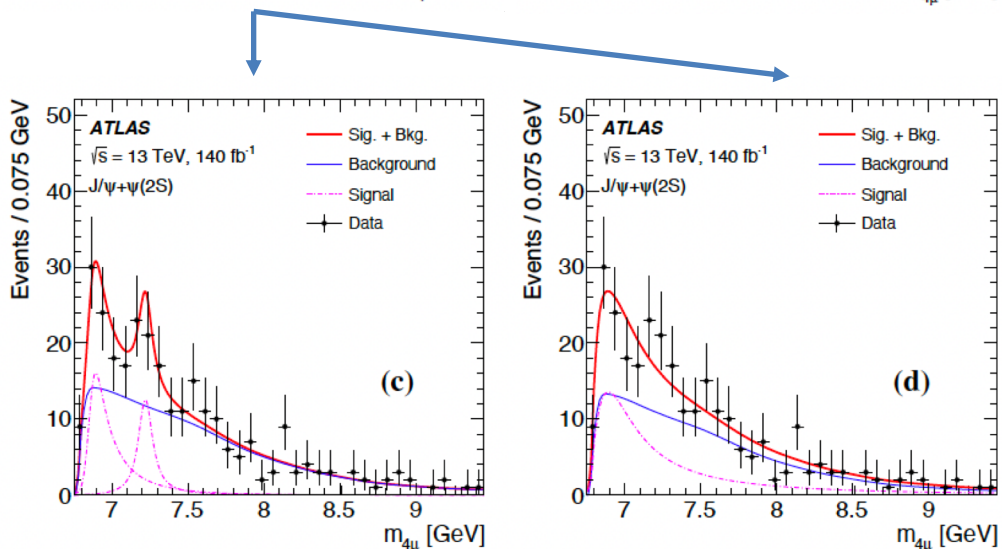 50
40
30
20
10
0
Events / 0.075 GeV
ATLAS
√s = 13 TeV, 140 fb⁻¹
J/ψ+ψ(2S)
Sig. + Bkg.
Background
Signal
Data
(c)
7 7.5 8 8.5 9
m4μ [GeV]
50
40
30
20
10
0
Events / 0.075 GeV
ATLAS
√s = 13 TeV, 140 fb⁻¹
J/ψ+ψ(2S)
Sig. + Bkg.
Background
Signal
Data
(d)
7 7.5 8 8.5 9
m4μ [GeV]